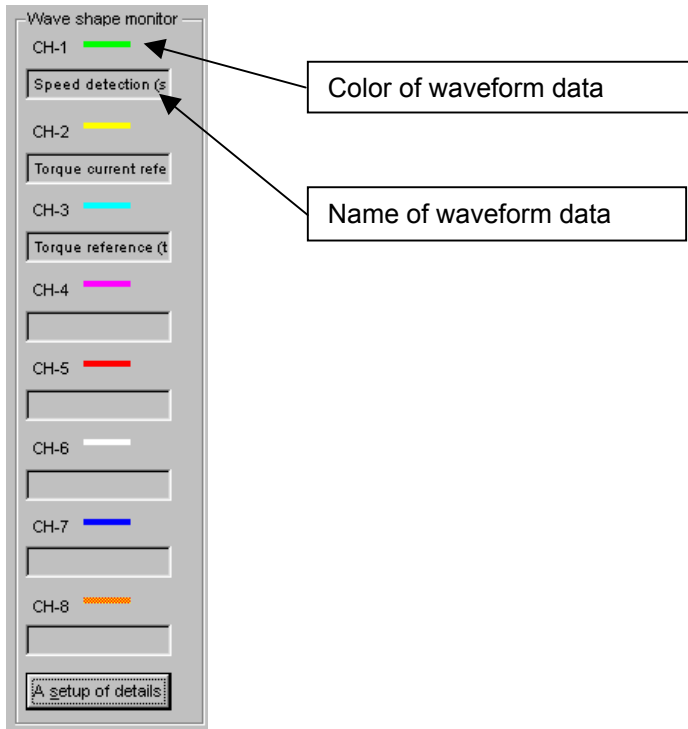 Wave shape monitor
CH-1
Speed detection (s
CH-2
Torque current refe
CH-3
Torque reference (t
CH-4
CH-5
CH-6
CH-7
CH-8
A setup of details
Color of waveform data
Name of waveform data